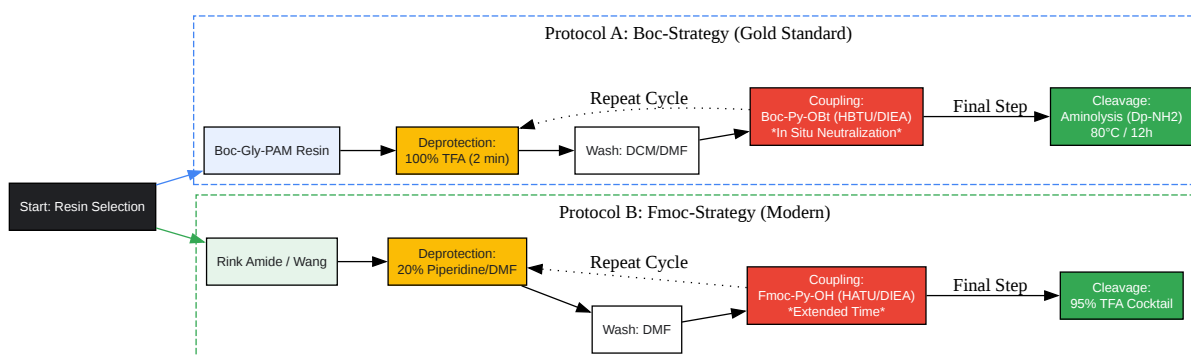 Protocol A: Boc-Strategy (Gold Standard)
Start: Resin Selection
Boc-Gly-PAM Resin
Deprotection:
100% TFA (2 min)
Wash: DCM/DMF
Repeat Cycle
Coupling:
Boc-Py-OBt (HBTU/DIEA)
*In Situ Neutralization*
Final Step
Cleavage:
Aminolysis (Dp-NH2)
80°C / 12h
Protocol B: Fmoc-Strategy (Modern)
Rink Amide / Wang
Deprotection:
20% Piperidine/DMF
Wash: DMF
Repeat Cycle
Coupling:
Fmoc-Py-OH (HATU/DIEA)
*Extended Time*
Final Step
Cleavage:
95% TFA Cocktail